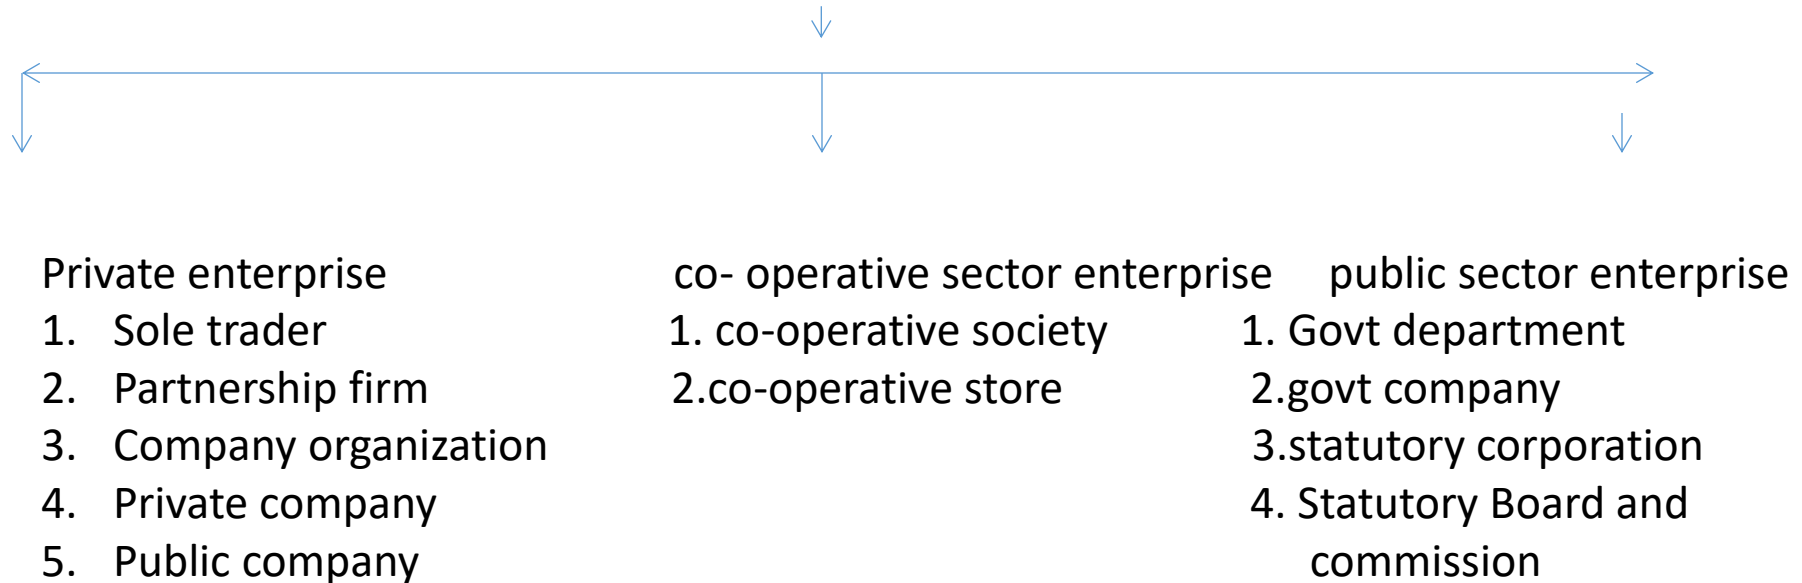 Private enterprise co- operative sector enterprise public sector enterprise
1. Sole trader 1. co-operative society 1. Govt department
2. Partnership firm 2.co-operative store 2.govt company
3. Company organization 3.statutory corporation
4. Private company 4. Statutory Board and
5. Public company commission